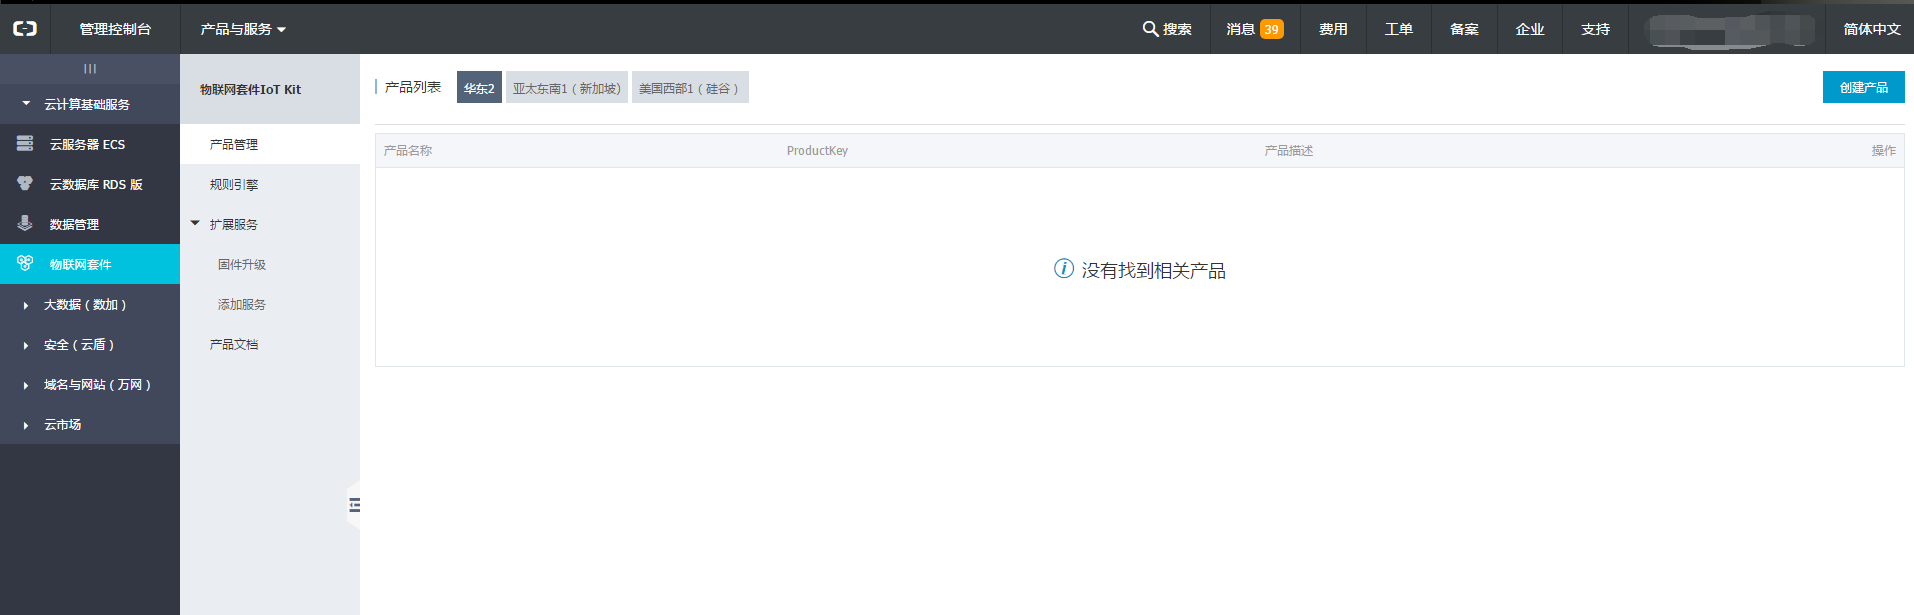 管理控制台
产品与服务
搜索
消息 39
费用
工单
备案
企业
支持
简体中文
云计算基础服务
云服务器 ECS
云数据库 RDS 版
数据管理
物联网套件
大数据（数加）
安全（云盾）
域名与网站（万网）
云市场
物联网套件IoT Kit
产品管理
规则引擎
扩展服务
固件升级
添加服务
产品文档
产品列表
华东2
亚太东南1（新加坡)
美国西部1（硅谷）
创建产品
产品名称
ProductKey
产品描述
操作
没有找到相关产品